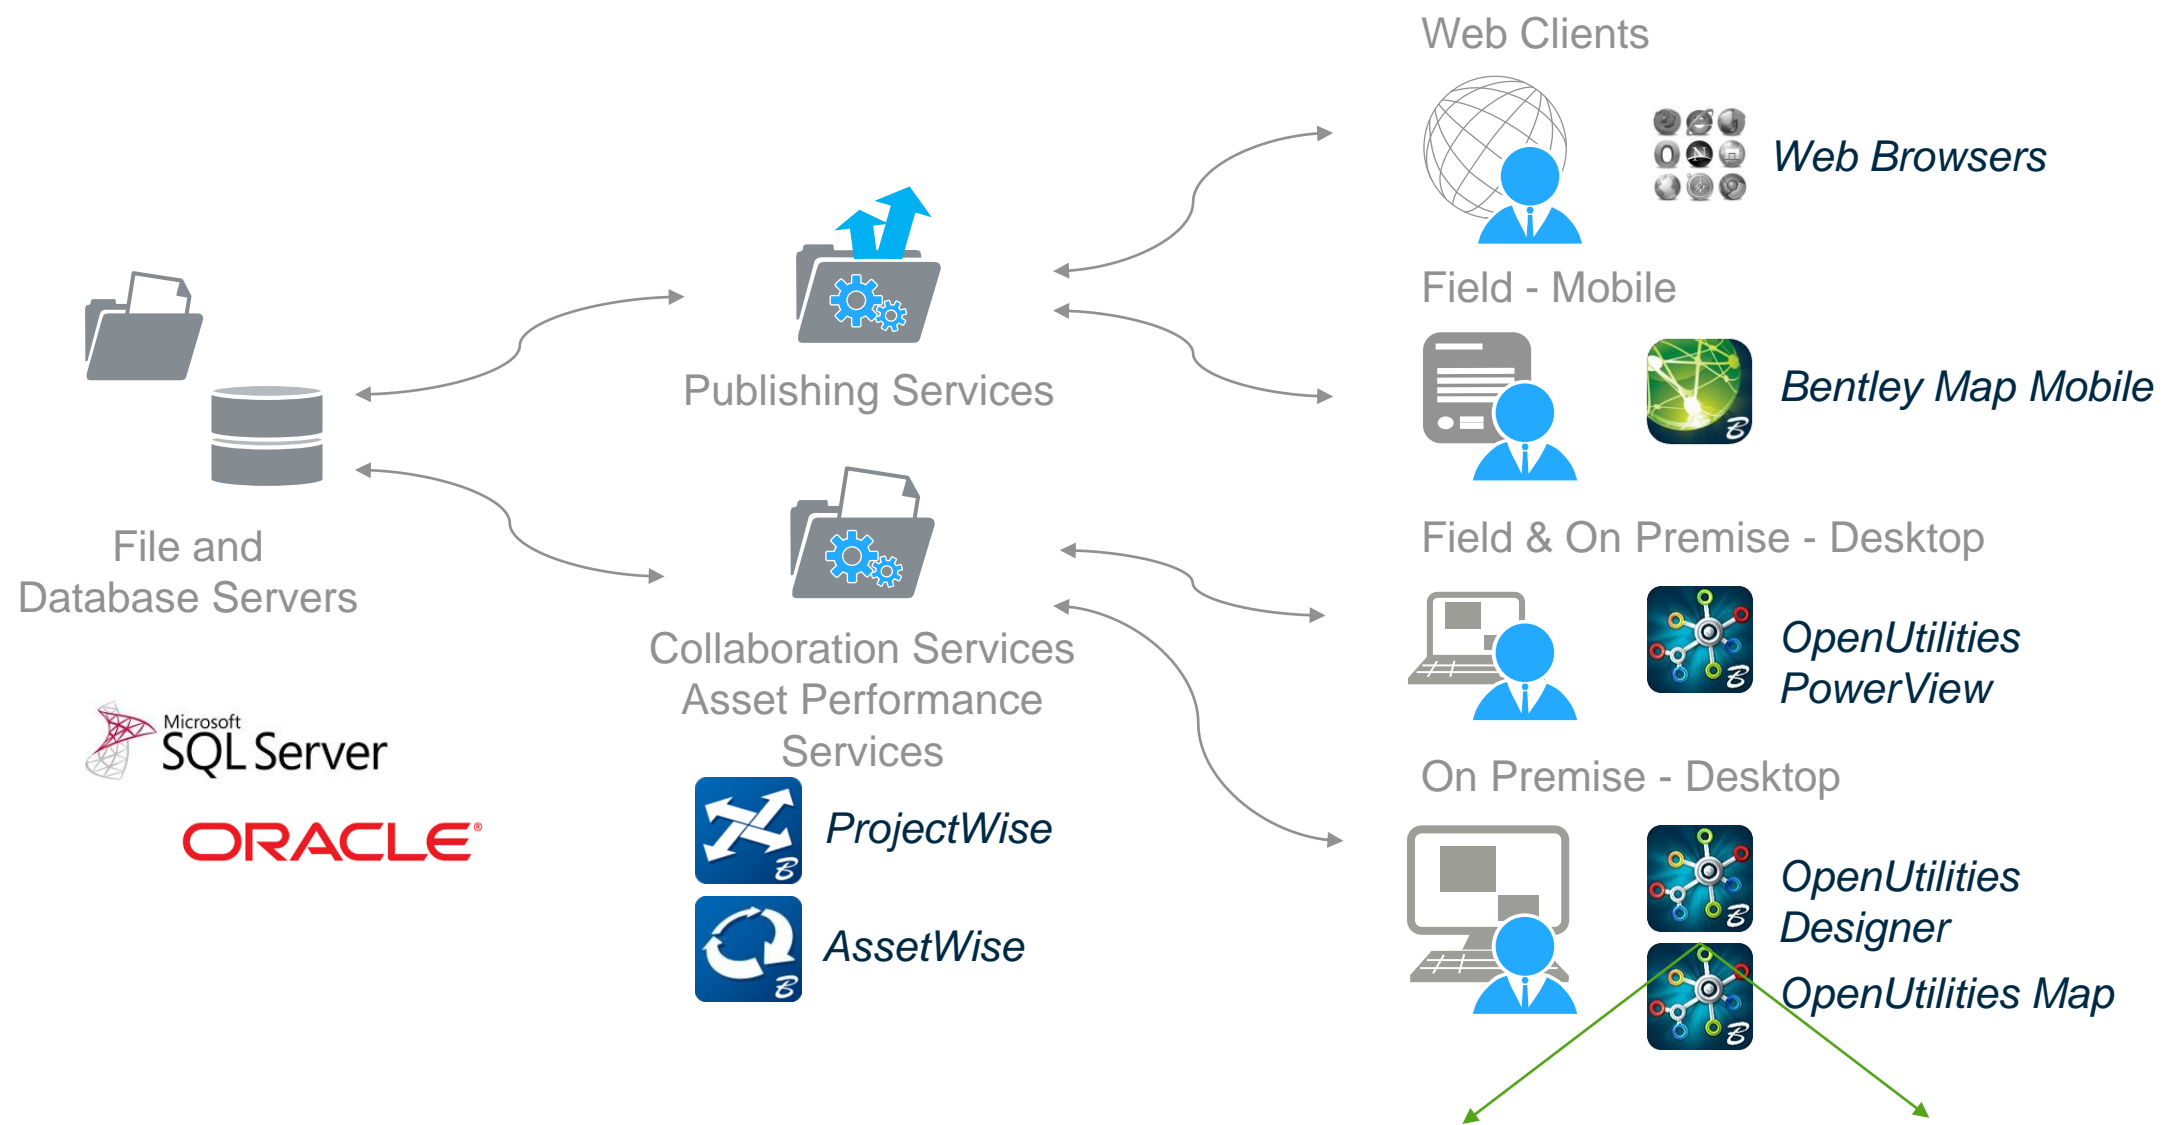 Web Clients
Web Browsers
Field - Mobile
Bentley Map Mobile
Publishing Services
File and
Database Servers
Field & On Premise - Desktop
OpenUtilities
PowerView
Collaboration Services
Asset Performance
Services
Microsoft
SQL Server
ORACLE®
ProjectWise
B
AssetWise
B
On Premise - Desktop
OpenUtilities
Designer
OpenUtilities Map
B
B
B
B
O
N